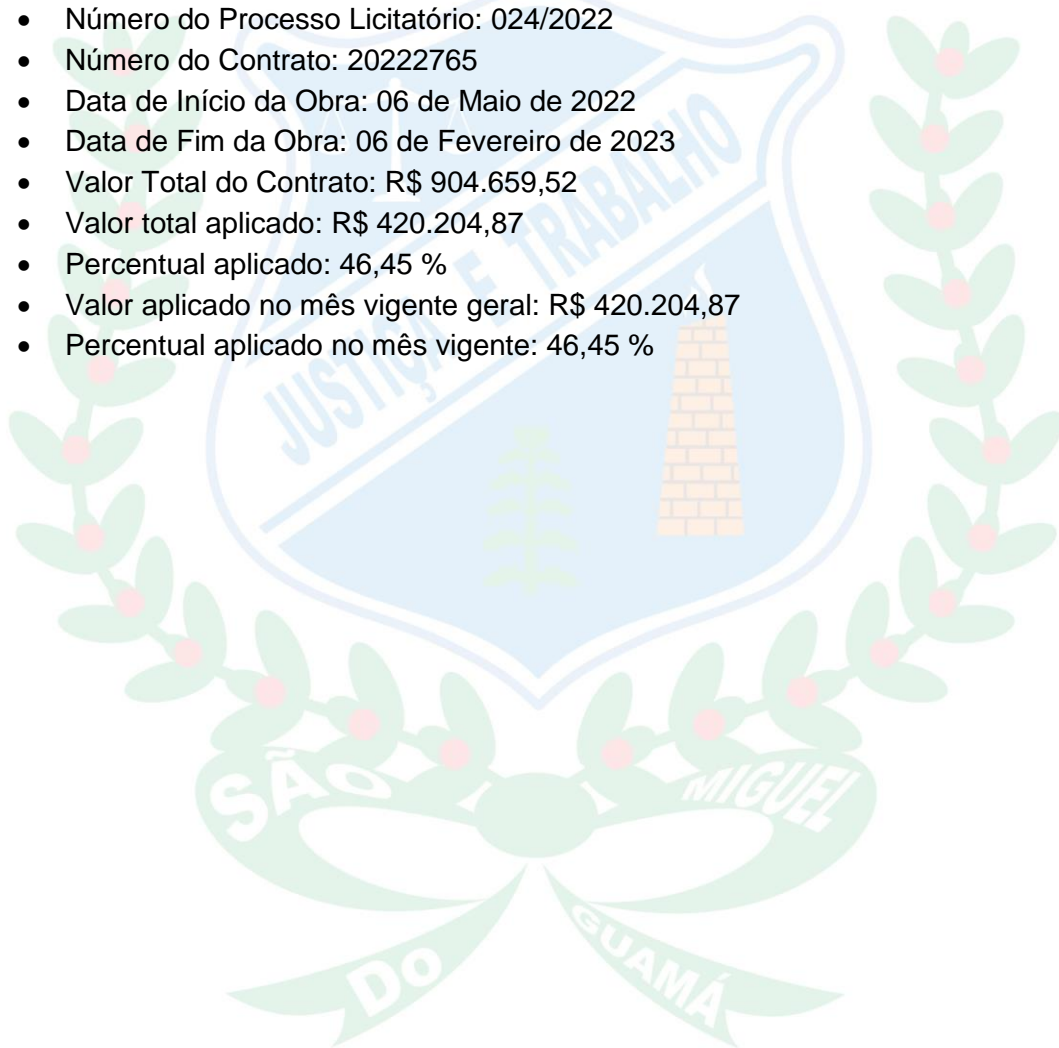 • Número do Processo Licitatório: 024/2022
• Número do Contrato: 20222765
• Data de Início da Obra: 06 de Maio de 2022
• Data de Fim da Obra: 06 de Fevereiro de 2023
• Valor Total do Contrato: R$ 904.659,52
• Valor total aplicado: R$ 420.204,87
• Percentual aplicado: 46,45 %
• Valor aplicado no mês vigente geral: R$ 420.204,87
• Percentual aplicado no mês vigente: 46,45 %
JUSTIÇA E TRABALHO
SÃO MIGUEL
DO GUAMÁ